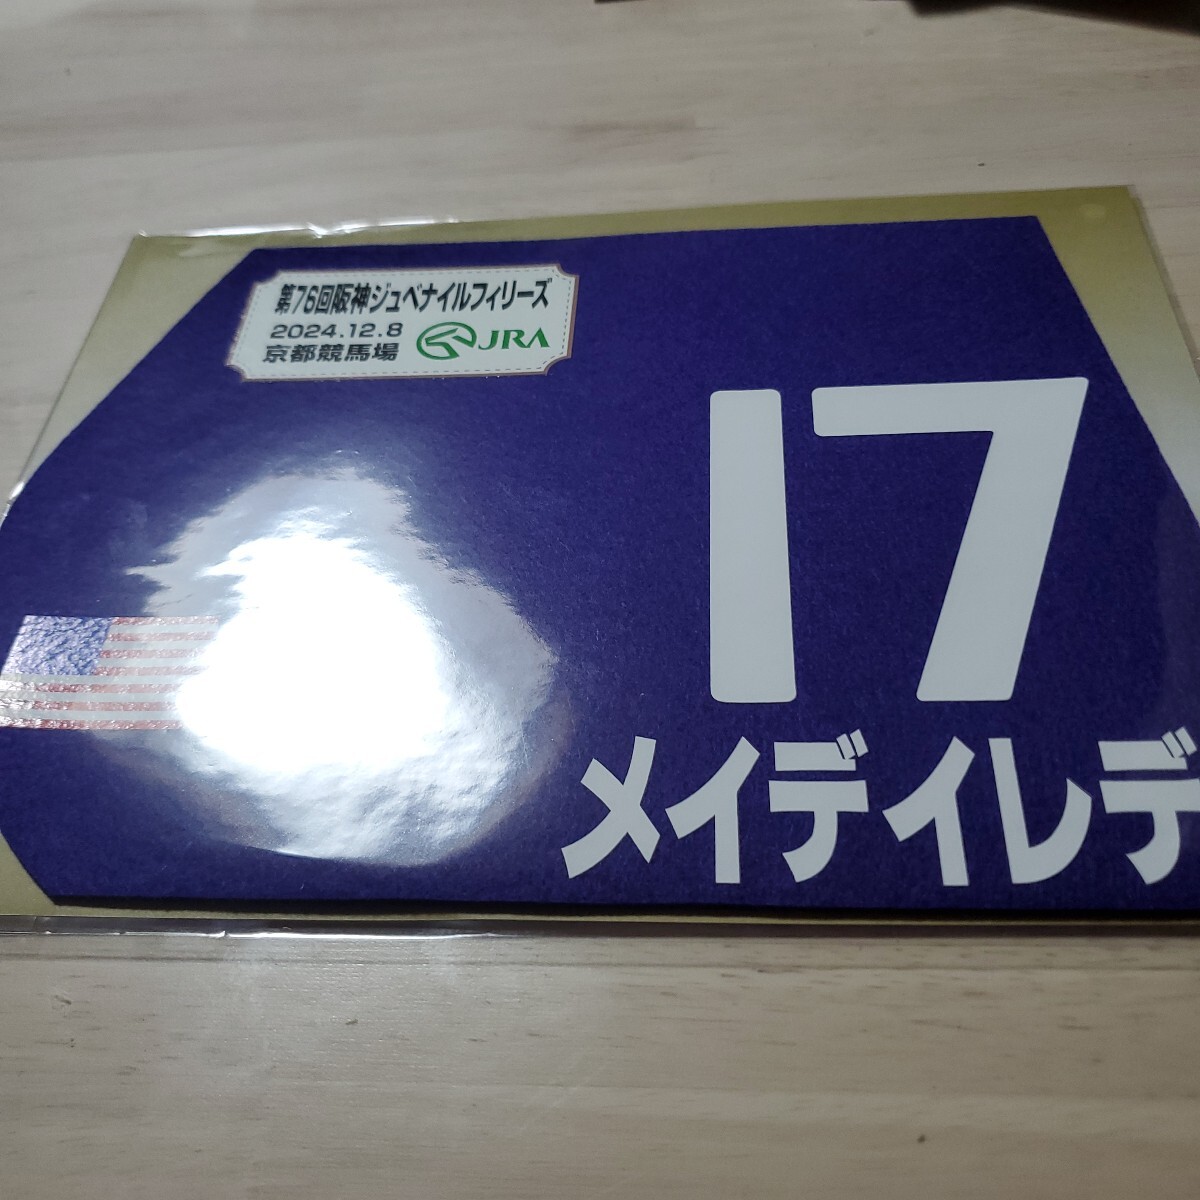 第76回阪神ジュベナイルフィリーズ
2024.12.8
京都競馬場 JRA
17
メイデイレデ